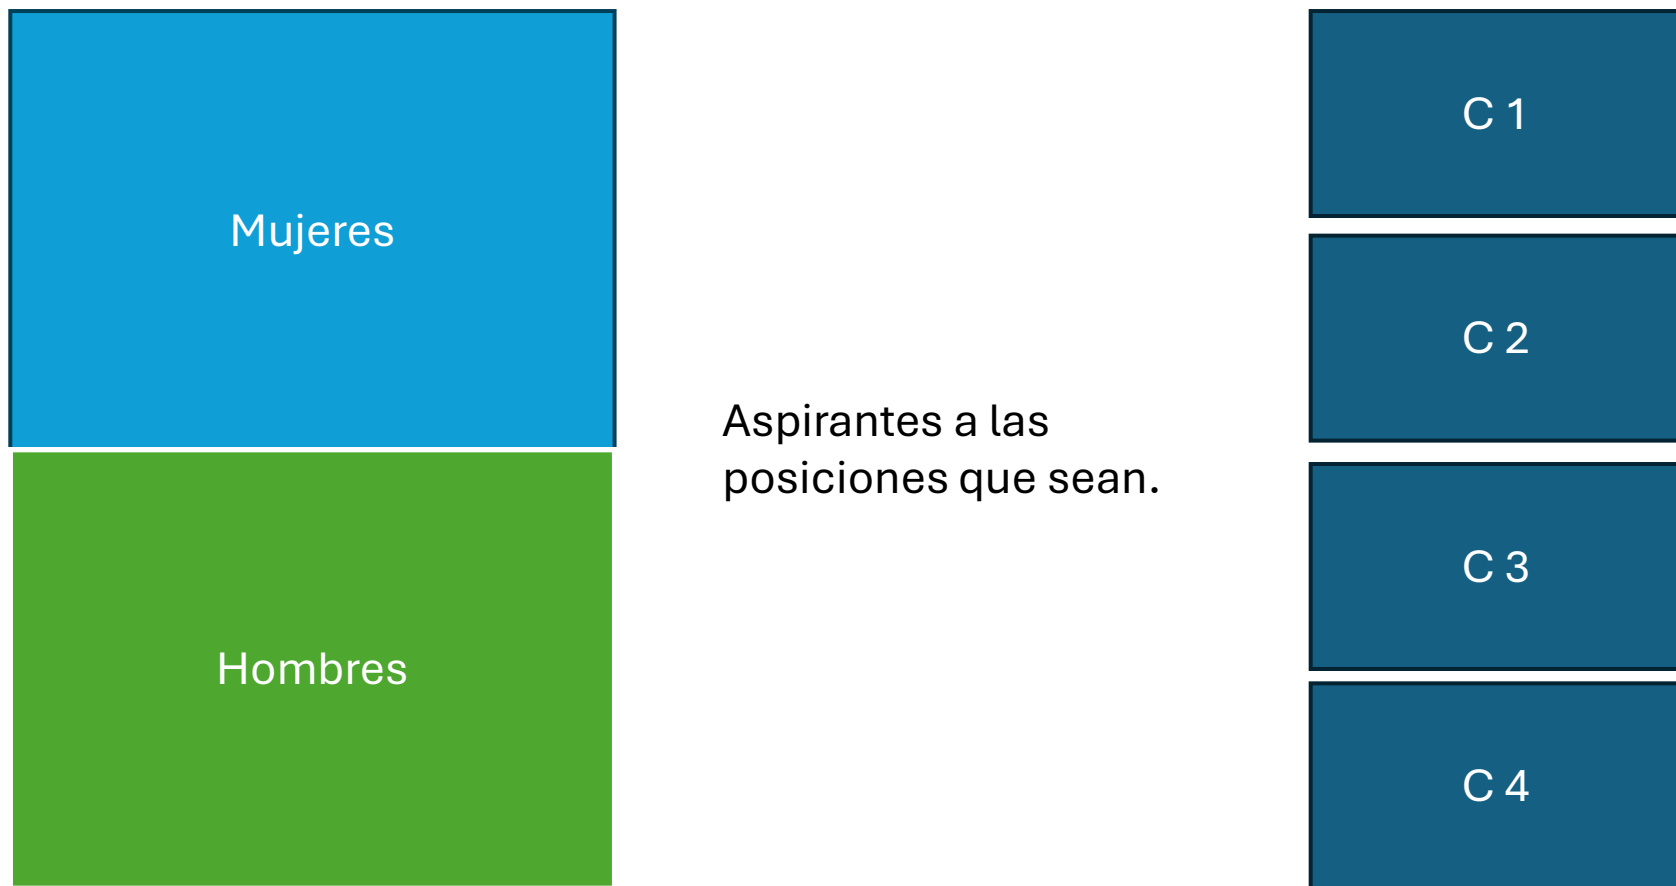 Mujeres
Hombres
Aspirantes a las
posiciones que sean.
C 1
C 2
C 3
C 4